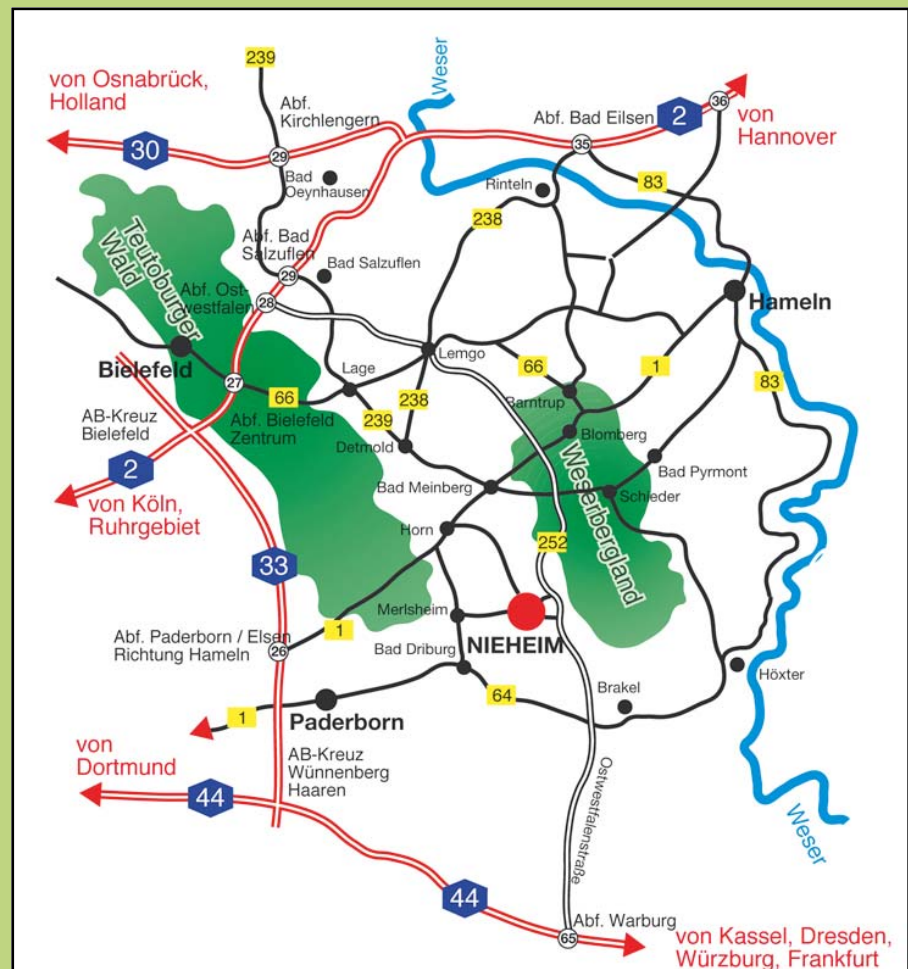 239
Weser
von Osnabrück,
Holland
Abf.
Kirchlengern
Abf. Bad Eilsen
2
36
von
Hannover
30
29
35
Bad
Oeynhausen
Rinteln
83
238
Teutoburger
Wald
Abf. Bad
Salzuflen
29
Bad Salzuflen
Abf. Ost-
westfalen
28
Hameln
Bielefeld
Lemgo
Lage
66
1
83
27
66
238
Barntrup
AB-Kreuz
Bielefeld
Abf. Bielefeld
Zentrum
239
Blomberg
Detmold
Bad Pyrmont
2
von Köln,
Ruhrgebiet
Bad Meinberg
Schieder
Weserbergland
Horn
252
33
Merlsheim
NIEHEIM
1
Abf. Paderborn / Elsen
Richtung Hameln
26
Bad Driburg
Höxter
64
Brakel
1
Paderborn
von
Dortmund
AB-Kreuz
Wünnenberg
Haaren
44
Ostwestfalenstraße
Weser
44
Abf. Warburg
65
von Kassel, Dresden,
Würzburg, Frankfurt